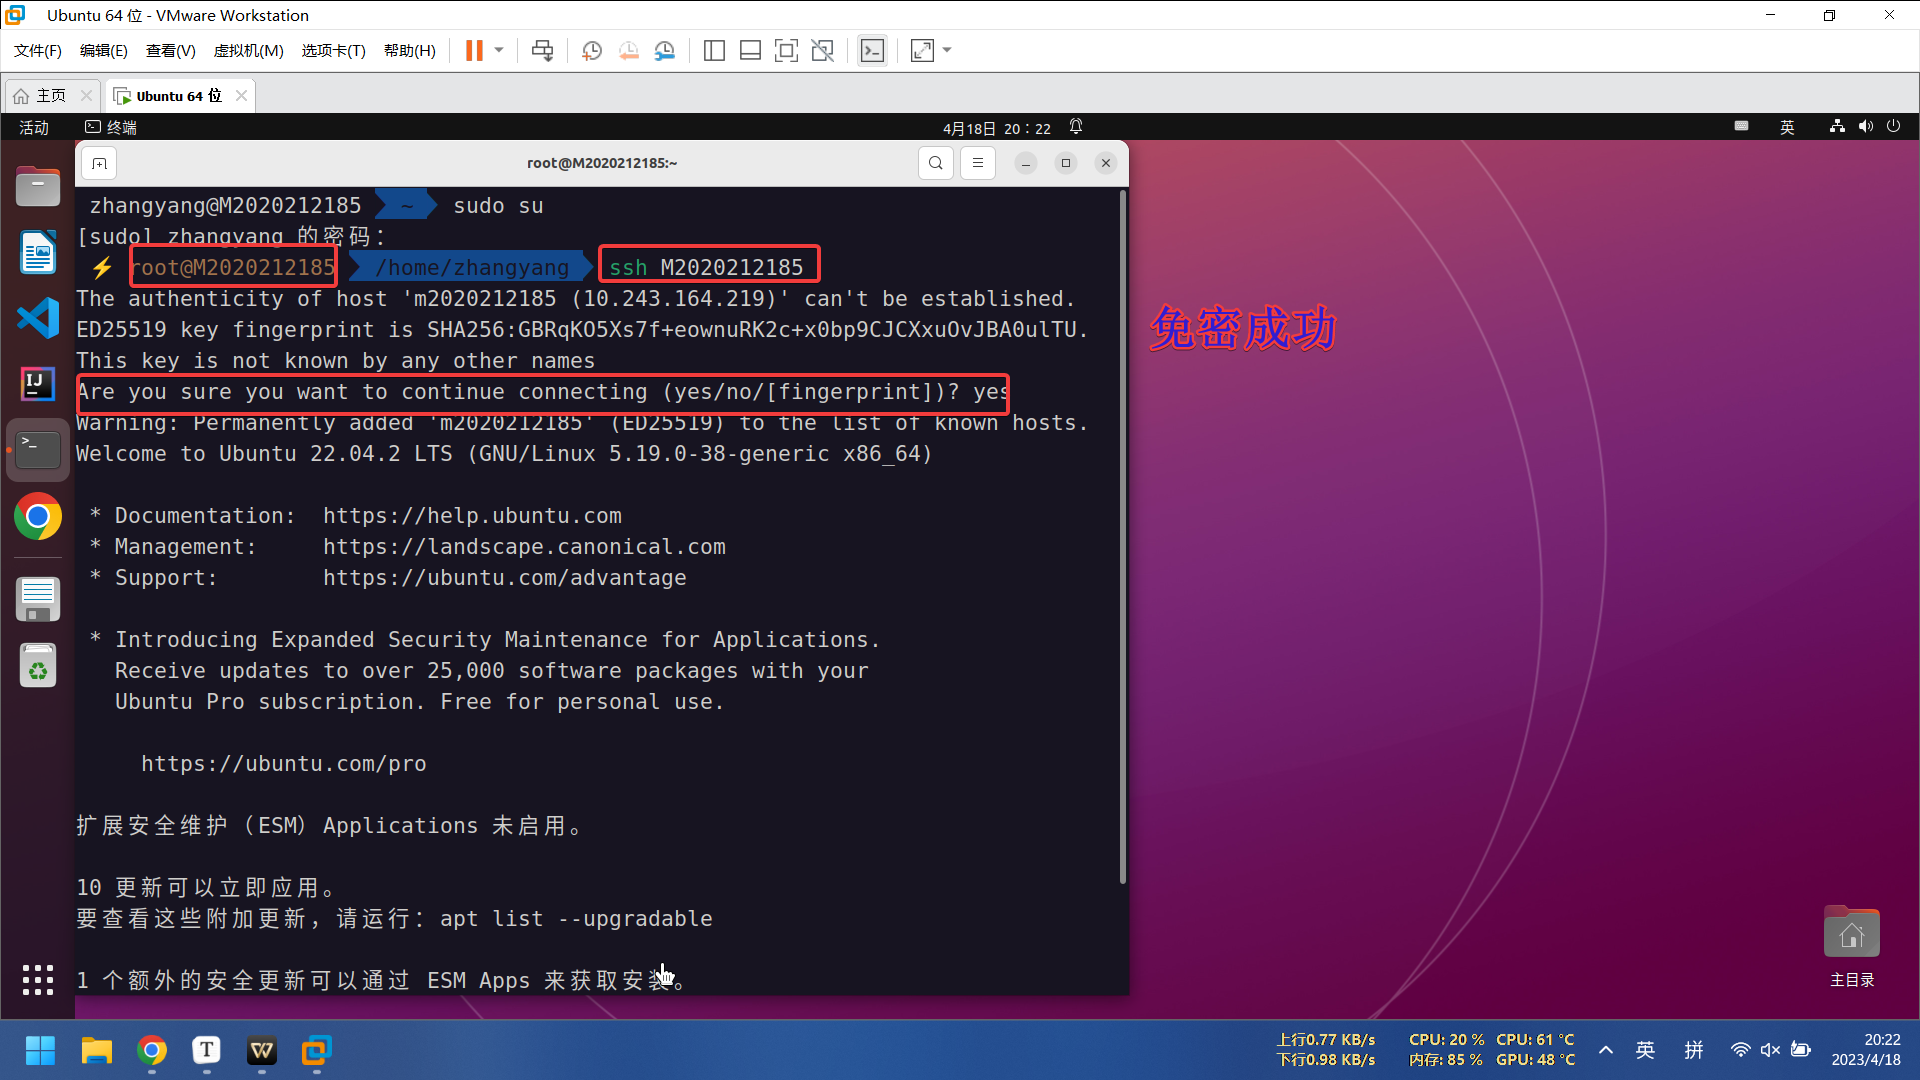 Ubuntu 64 位 - VMware Workstation
文件(F) 编辑(E) 查看(V) 虚拟机(M) 选项卡(T) 帮助(H)
主页 Ubuntu 64 位
活动 终端 4月18日 20：22 英
root@M2020212185:~
zhangyang@M2020212185 ~ sudo su
[sudo] zhangyang 的密码：
root@M2020212185 /home/zhangyang ssh M2020212185
The authenticity of host 'm2020212185 (10.243.164.219)' can't be established.
ED25519 key fingerprint is SHA256:GBRqKO5Xs7f+eownuRK2c+x0bp9CJCXxuOvJBA0ulTU.
This key is not known by any other names
Are you sure you want to continue connecting (yes/no/[fingerprint])? yes
Warning: Permanently added 'm2020212185' (ED25519) to the list of known hosts.
Welcome to Ubuntu 22.04.2 LTS (GNU/Linux 5.19.0-38-generic x86_64)
* Documentation: https://help.ubuntu.com
* Management: https://landscape.canonical.com
* Support: https://ubuntu.com/advantage
* Introducing Expanded Security Maintenance for Applications.
Receive updates to over 25,000 software packages with your
Ubuntu Pro subscription. Free for personal use.
https://ubuntu.com/pro
扩展安全维护（ESM）Applications 未启用。
10 更新可以立即应用。
要查看这些附加更新，请运行：apt list --upgradable
1 个额外的安全更新可以通过 ESM Apps 来获取安装。
免密成功
主目录
上行0.77 KB/s CPU: 20 % CPU: 61 °C
下行0.98 KB/s 内存: 85 % GPU: 48 °C
英 拼
20:22
2023/4/18